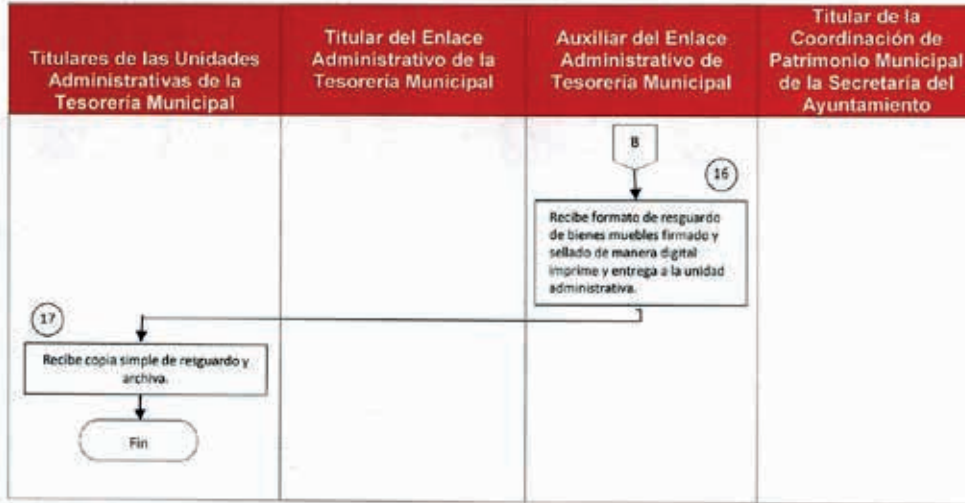 Titulares de las Unidades
Administrativas de la
Tesorería Municipal
Titular del Enlace
Administrativo de la
Tesorería Municipal
Auxiliar del Enlace
Administrativo de
Tesorería Municipal
Titular de la
Coordinación de
Patrimonio Municipal
de la Secretaría del
Ayuntamiento
B
16
Recibe formato de resguardo
de bienes muebles firmado y
sellado de manera digital
imprime y entrega a la unidad
administrativa.
17
Recibe copia simple de resguardo y
archiva.
Fin